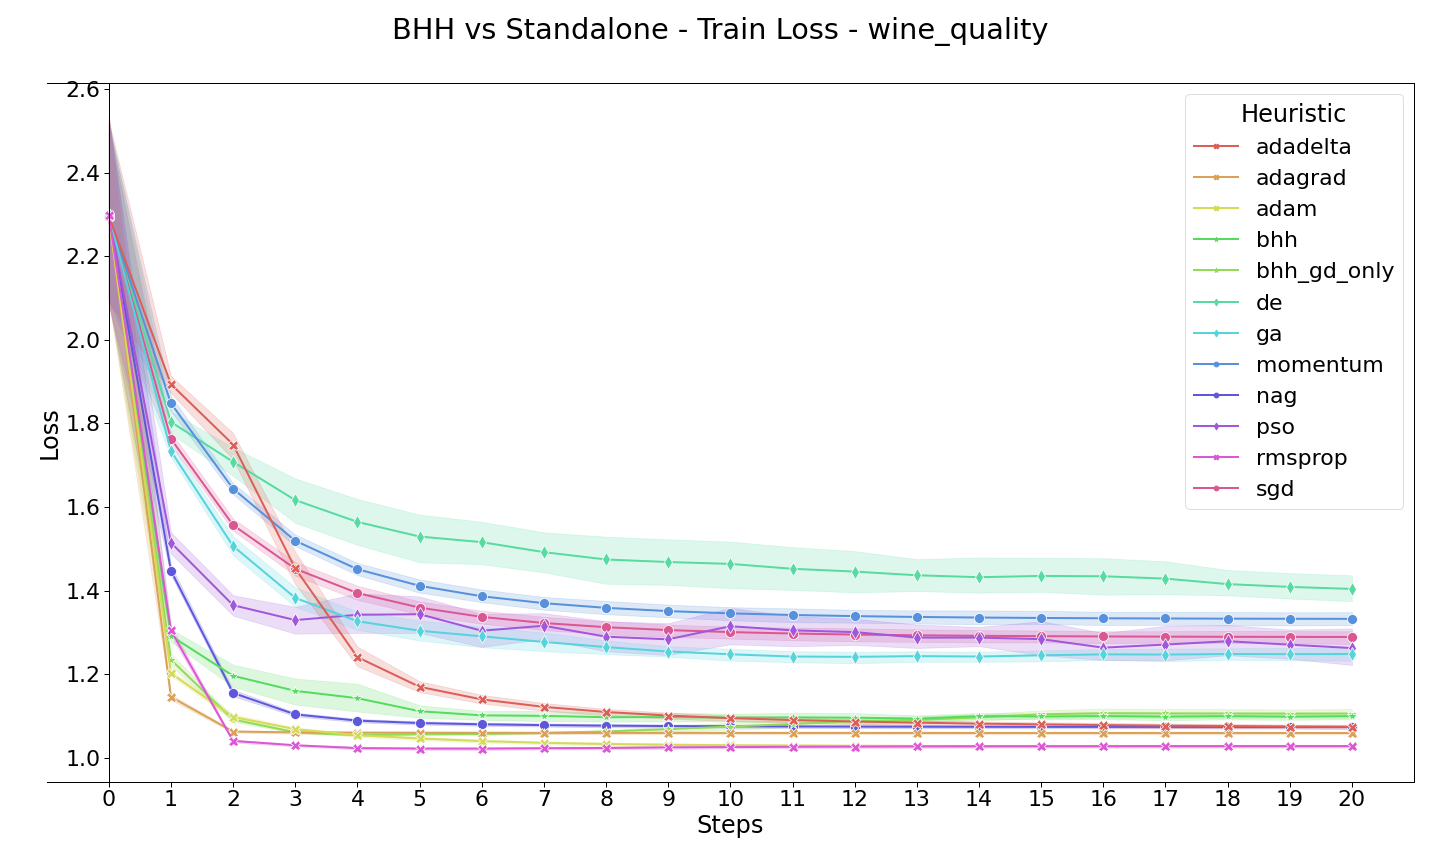 BHH vs Standalone - Train Loss - wine_quality
2.6
2.4
2.2
2.0
1.8
1.6
1.4
1.2
1.0
Loss
0 1 2 3 4 5 6 7 8 9 10 11 12 13 14 15 16 17 18 19 20
Steps
Heuristic
adadelta
adagrad
adam
bhh
bhh_gd_only
de
ga
momentum
nag
pso
rmsprop
sgd